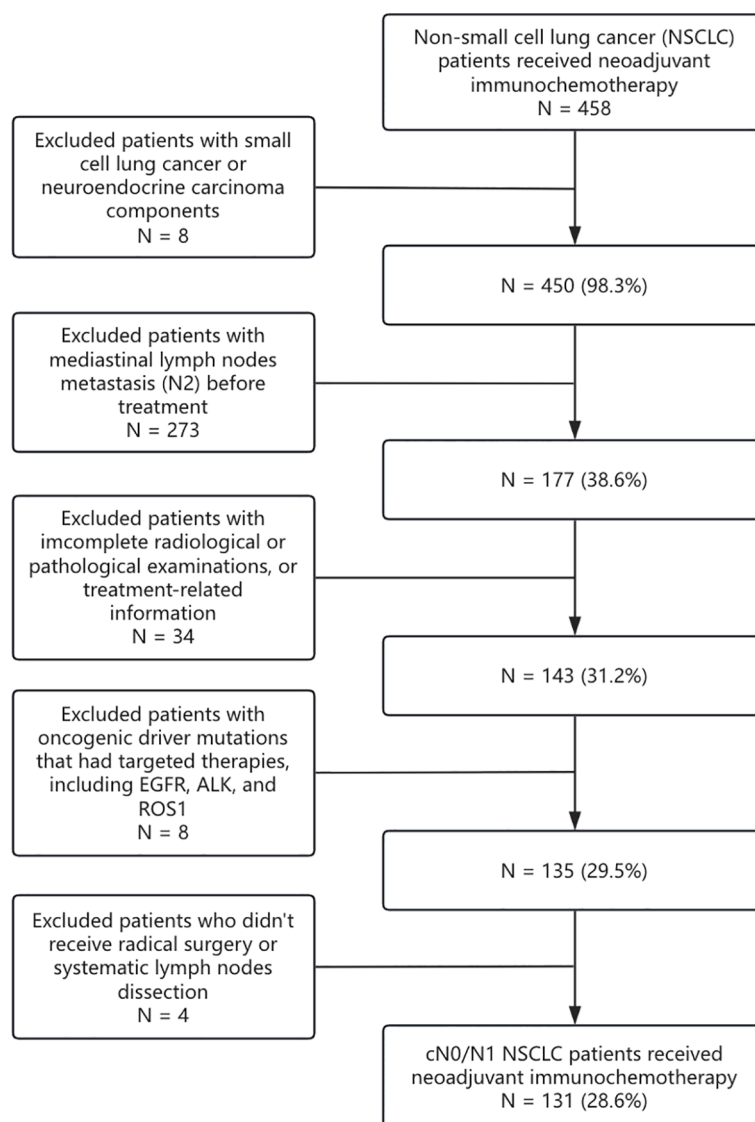 Non-small cell lung cancer (NSCLC)
patients received neoadjuvant
immunochemotherapy
N = 458
Excluded patients with small
cell lung cancer or
neuroendocrine carcinoma
components
N = 8
N = 450 (98.3%)
Excluded patients with
mediastinal lymph nodes
metastasis (N2) before
treatment
N = 273
N = 177 (38.6%)
Excluded patients with
imcomplete radiological or
pathological examinations, or
treatment-related
information
N = 34
N = 143 (31.2%)
Excluded patients with
oncogenic driver mutations
that had targeted therapies,
including EGFR, ALK, and
ROS1
N = 8
N = 135 (29.5%)
Excluded patients who didn't
receive radical surgery or
systematic lymph nodes
dissection
N = 4
cN0/N1 NSCLC patients received
neoadjuvant immunochemotherapy
N = 131 (28.6%)